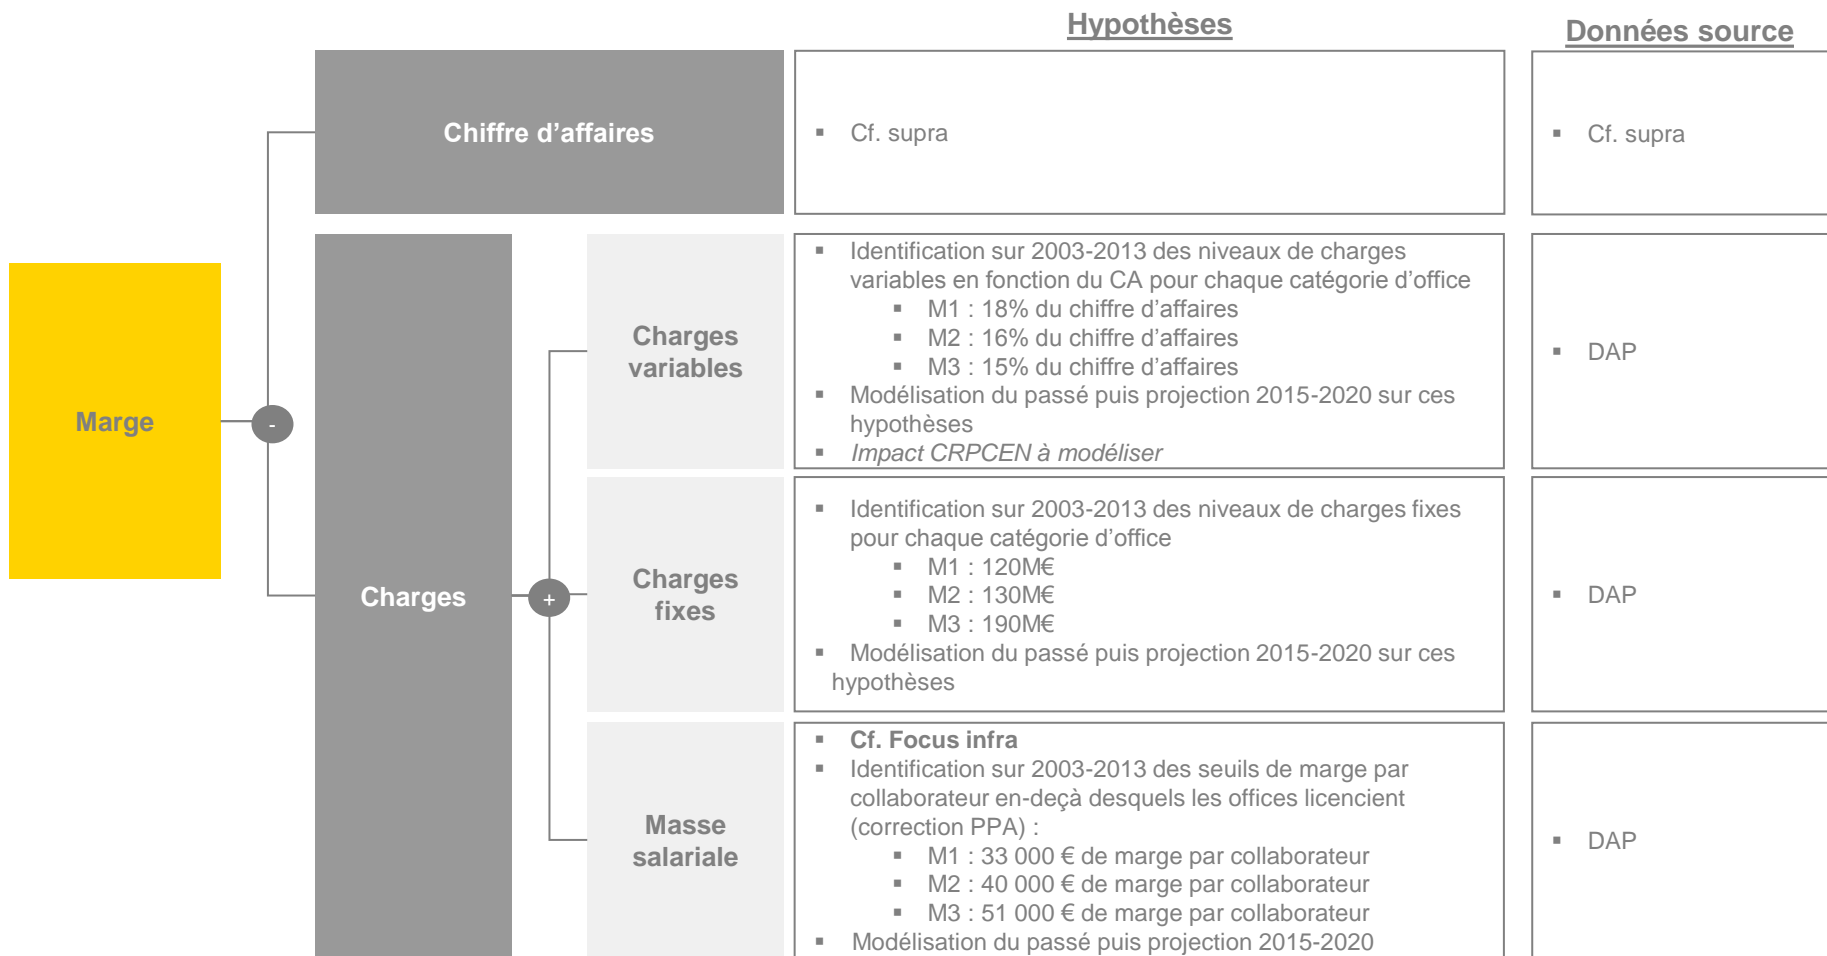 Hypothèses
Données source
Marge
-
Chiffre d'affaires
▪ Cf. supra
▪ Cf. supra
Charges
+
Charges
variables
▪ Identification sur 2003-2013 des niveaux de charges
variables en fonction du CA pour chaque catégorie d'office
▪ M1 : 18% du chiffre d'affaires
▪ M2 : 16% du chiffre d'affaires
▪ M3 : 15% du chiffre d'affaires
▪ Modélisation du passé puis projection 2015-2020 sur ces
hypothèses
▪ Impact CRPCEN à modéliser
▪ DAP
Charges
fixes
▪ Identification sur 2003-2013 des niveaux de charges fixes
pour chaque catégorie d'office
▪ M1 : 120M€
▪ M2 : 130M€
▪ M3 : 190M€
▪ Modélisation du passé puis projection 2015-2020 sur ces
hypothèses
▪ DAP
Masse
salariale
▪ Cf. Focus infra
▪ Identification sur 2003-2013 des seuils de marge par
collaborateur en-deçà desquels les offices licencient
(correction PPA) :
▪ M1 : 33 000 € de marge par collaborateur
▪ M2 : 40 000 € de marge par collaborateur
▪ M3 : 51 000 € de marge par collaborateur
▪ Modélisation du passé puis projection 2015-2020
▪ DAP